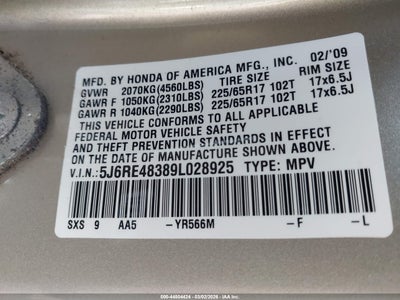 MFD. BY HONDA OF AMERICA MFG., INC. 02/'09
GVWR 2070KG(4560LBS) TIRE SIZE RIM SIZE
GAWR F 1050KG(2310LBS) 225/65R17 102T 17x6.5J
GAWR R 1040KG(2290LBS) 225/65R17 102T 17x6.5J
THIS VEHICLE CONFORMS TO ALL APPLICABLE
FEDERAL MOTOR VEHICLE SAFETY
AND THEFT PREVENTION STANDARDS IN EFFECT
ON THE DATE OF MANUFACTURE SHOWN ABOVE.
V.I.N: 5J6RE48389L028925 TYPE: MPV
SXS 9 AA5 -YR566M -F -L
000-44604424 - 03/02/2026 - IAA Inc.